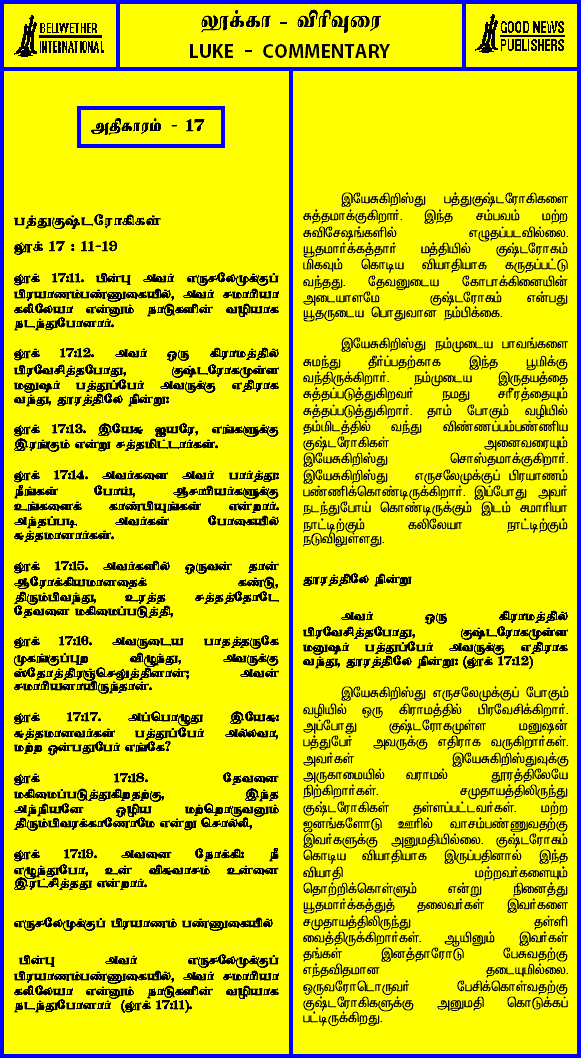 BELWETHER
INTERNATIONAL
லூக்கா - விரிவுரை
LUKE - COMMENTARY
GOOD NEWS
PUBLISHERS
அதிகாரம் - 17
பத்துகுஷ்டரோகிகள்
லூக் 17 : 11-19
லூக் 17:11. பின்பு அவர் எருசலேமுக்குப்
பிரயாணம்பண்ணுகையில், அவர் சமாரியா
கலிலேயா என்னும் நாடுகளின் வழியாக
நடந்துபோனார்.
லூக் 17:12. அவர் ஒரு கிராமத்தில்
பிரவேசித்தபோது, குஷ்டரோகமுள்ள
மனுஷர் பத்துப்பேர் அவருக்கு எதிராக
வந்து, தூரத்திலே நின்று:
லூக் 17:13. இயேசு ஐயரே, எங்களுக்கு
இரங்கும் என்று சத்தமிட்டார்கள்.
லூக் 17:14. அவர்களை அவர் பார்த்து:
நீங்கள் போய், ஆசாரியர்களுக்கு
உங்களைக் காண்பியுங்கள் என்றார்.
அந்தப்படி அவர்கள் போகையில்
சுத்தமானார்கள்.
லூக் 17:15. அவர்களில் ஒருவன் தான்
ஆரோக்கியமானதைக் கண்டு,
திரும்பிவந்து, உரத்த சத்தத்தோடே
தேவனை மகிமைப்படுத்தி,
லூக் 17:16. அவருடைய பாதத்தருகே
முகங்குப்புற விழுந்து, அவருக்கு
ஸ்தோத்திரஞ்செலுத்தினான்; அவன்
சமாரியனாயிருந்தான்.
லூக் 17:17. அப்பொழுது இயேசு:
சுத்தமானவர்கள் பத்துப்பேர் அல்லவா,
மற்ற ஒன்பதுபேர் எங்கே?
லூக் 17:18. தேவனை
மகிமைப்படுத்துகிறதற்கு, இந்த
அந்நியனே ஒழிய மற்றொருவனும்
திரும்பிவரக்காணோமே என்று சொல்லி,
லூக் 17:19. அவனை நோக்கி: நீ
எழுந்துபோ, உன் விசுவாசம் உன்னை
இரட்சித்தது என்றார்.
எருசலேமுக்குப் பிரயாணம் பண்ணுகையில்
பின்பு அவர் எருசலேமுக்குப்
பிரயாணம்பண்ணுகையில், அவர் சமாரியா
கலிலேயா என்னும் நாடுகளின் வழியாக
நடந்துபோனார் (லூக் 17:11).
இயேசுகிறிஸ்து பத்துகுஷ்டரோகிகளை
சுத்தமாக்குகிறார். இந்த சம்பவம் மற்ற
சுவிசேஷங்களில் எழுதப்படவில்லை.
யூதமார்க்கத்தார் மத்தியில் குஷ்டரோகம்
மிகவும் கொடிய வியாதியாக கருதப்பட்டு
வந்தது. தேவனுடைய கோபாக்கினையின்
அடையாளமே குஷ்டரோகம் என்பது
யூதருடைய பொதுவான நம்பிக்கை.
இயேசுகிறிஸ்து நம்முடைய பாவங்களை
சுமந்து தீர்ப்பதற்காக இந்த பூமிக்கு
வந்திருக்கிறார். நம்முடைய இருதயத்தை
சுத்தப்படுத்துகிறவர் நமது சரீரத்தையும்
சுத்தப்படுத்துகிறார். தாம் போகும் வழியில்
தம்மிடத்தில் வந்து விண்ணப்பம்பண்ணிய
குஷ்டரோகிகள் அனைவரையும்
இயேசுகிறிஸ்து சொஸ்தமாக்குகிறார்.
இயேசுகிறிஸ்து எருசலேமுக்குப் பிரயாணம்
பண்ணிக்கொண்டிருக்கிறார். இப்போது அவர்
நடந்துபோய் கொண்டிருக்கும் இடம் சமாரியா
நாட்டிற்கும் கலிலேயா நாட்டிற்கும்
நடுவிலுள்ளது.
தூரத்திலே நின்று
அவர் ஒரு கிராமத்தில்
பிரவேசித்தபோது, குஷ்டரோகமுள்ள
மனுஷர் பத்துப்பேர் அவருக்கு எதிராக
வந்து, தூரத்திலே நின்று: (லூக் 17:12)
இயேசுகிறிஸ்து எருசலேமுக்குப் போகும்
வழியில் ஒரு கிராமத்தில் பிரவேசிக்கிறார்.
அப்போது குஷ்டரோகமுள்ள மனுஷன்
பத்துபேர் அவருக்கு எதிராக வருகிறார்கள்.
அவர்கள் இயேசுகிறிஸ்துவுக்கு
அருகாமையில் வராமல் தூரத்திலேயே
நிற்கிறார்கள். சமுதாயத்திலிருந்து
குஷ்டரோகிகள் தள்ளப்பட்டவர்கள். மற்ற
ஜனங்களோடு ஊரில் வாசம்பண்ணுவதற்கு
இவர்களுக்கு அனுமதியில்லை. குஷ்டரோகம்
கொடிய வியாதியாக இருப்பதினால் இந்த
வியாதி மற்றவர்களையும்
தொற்றிக்கொள்ளும் என்று நினைத்து
யூதமார்க்கத்துத் தலைவர்கள் இவர்களை
சமுதாயத்திலிருந்து தள்ளி
வைத்திருக்கிறார்கள். ஆயினும் இவர்கள்
தங்கள் இனத்தாரோடு பேசுவதற்கு
எந்தவிதமான தடையுமில்லை.
ஒருவரோடொருவர் பேசிக்கொள்வதற்கு
குஷ்டரோகிகளுக்கு அனுமதி கொடுக்கப்
பட்டிருக்கிறது.